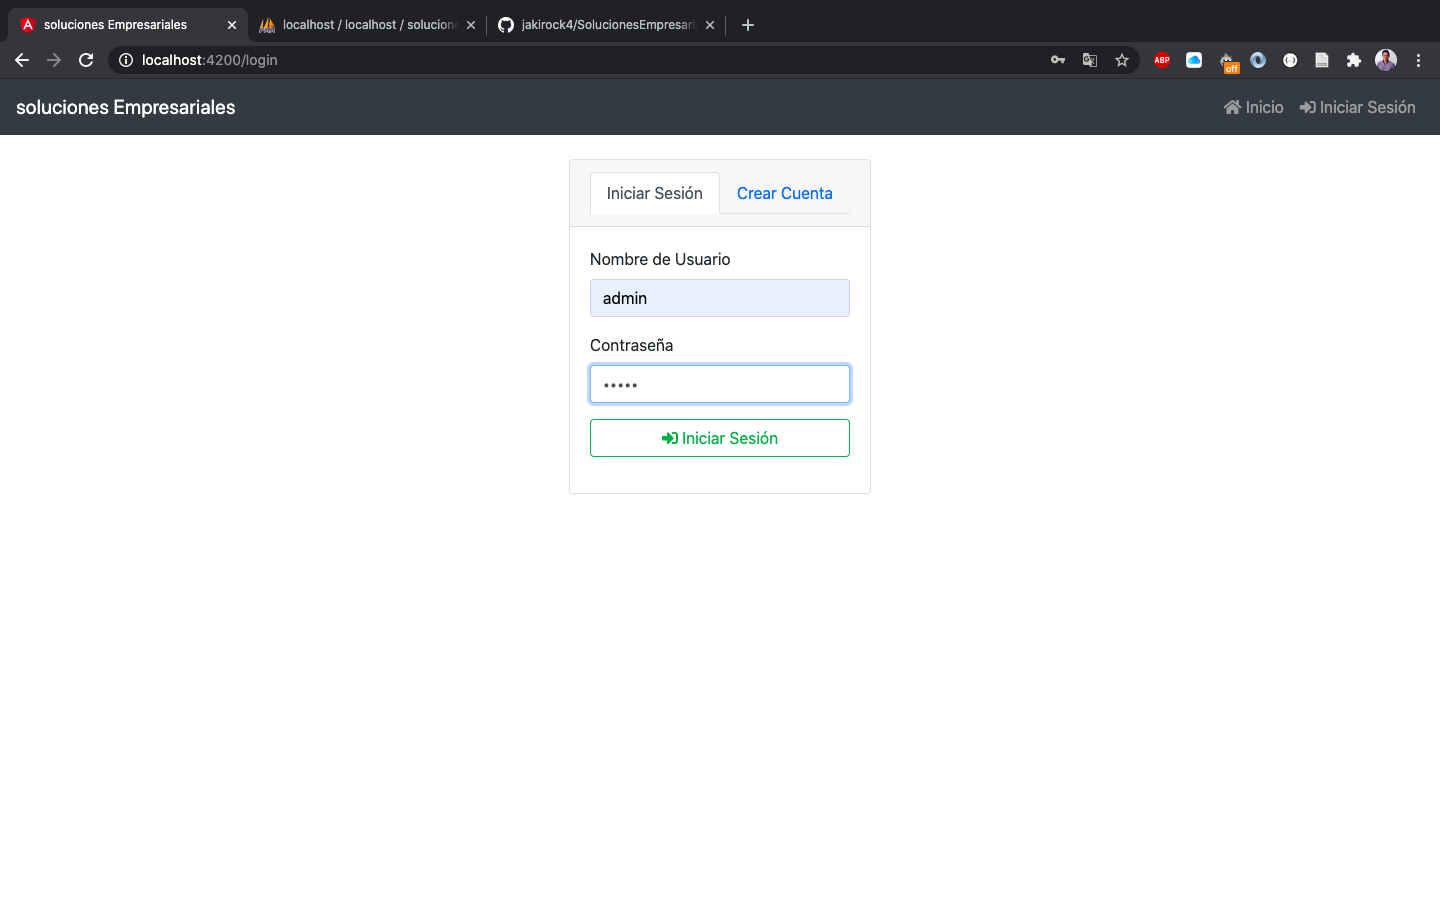 soluciones Empresariales
localhost / localhost / solucione
jakirock4/SolucionesEmpresari
localhost:4200/login
ABP
off
soluciones Empresariales
Inicio
Iniciar Sesión
Iniciar Sesión
Crear Cuenta
Nombre de Usuario
admin
Contraseña
•••••
Iniciar Sesión